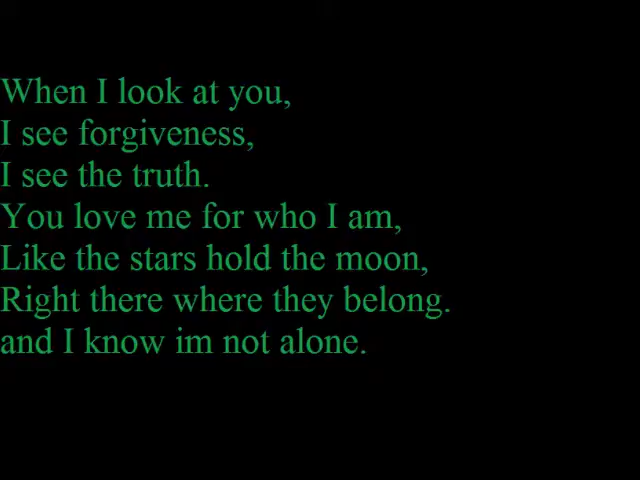 When I look at you,
I see forgiveness,
I see the truth.
You love me for who I am,
Like the stars hold the moon,
Right there where they belong.
and I know im not alone.